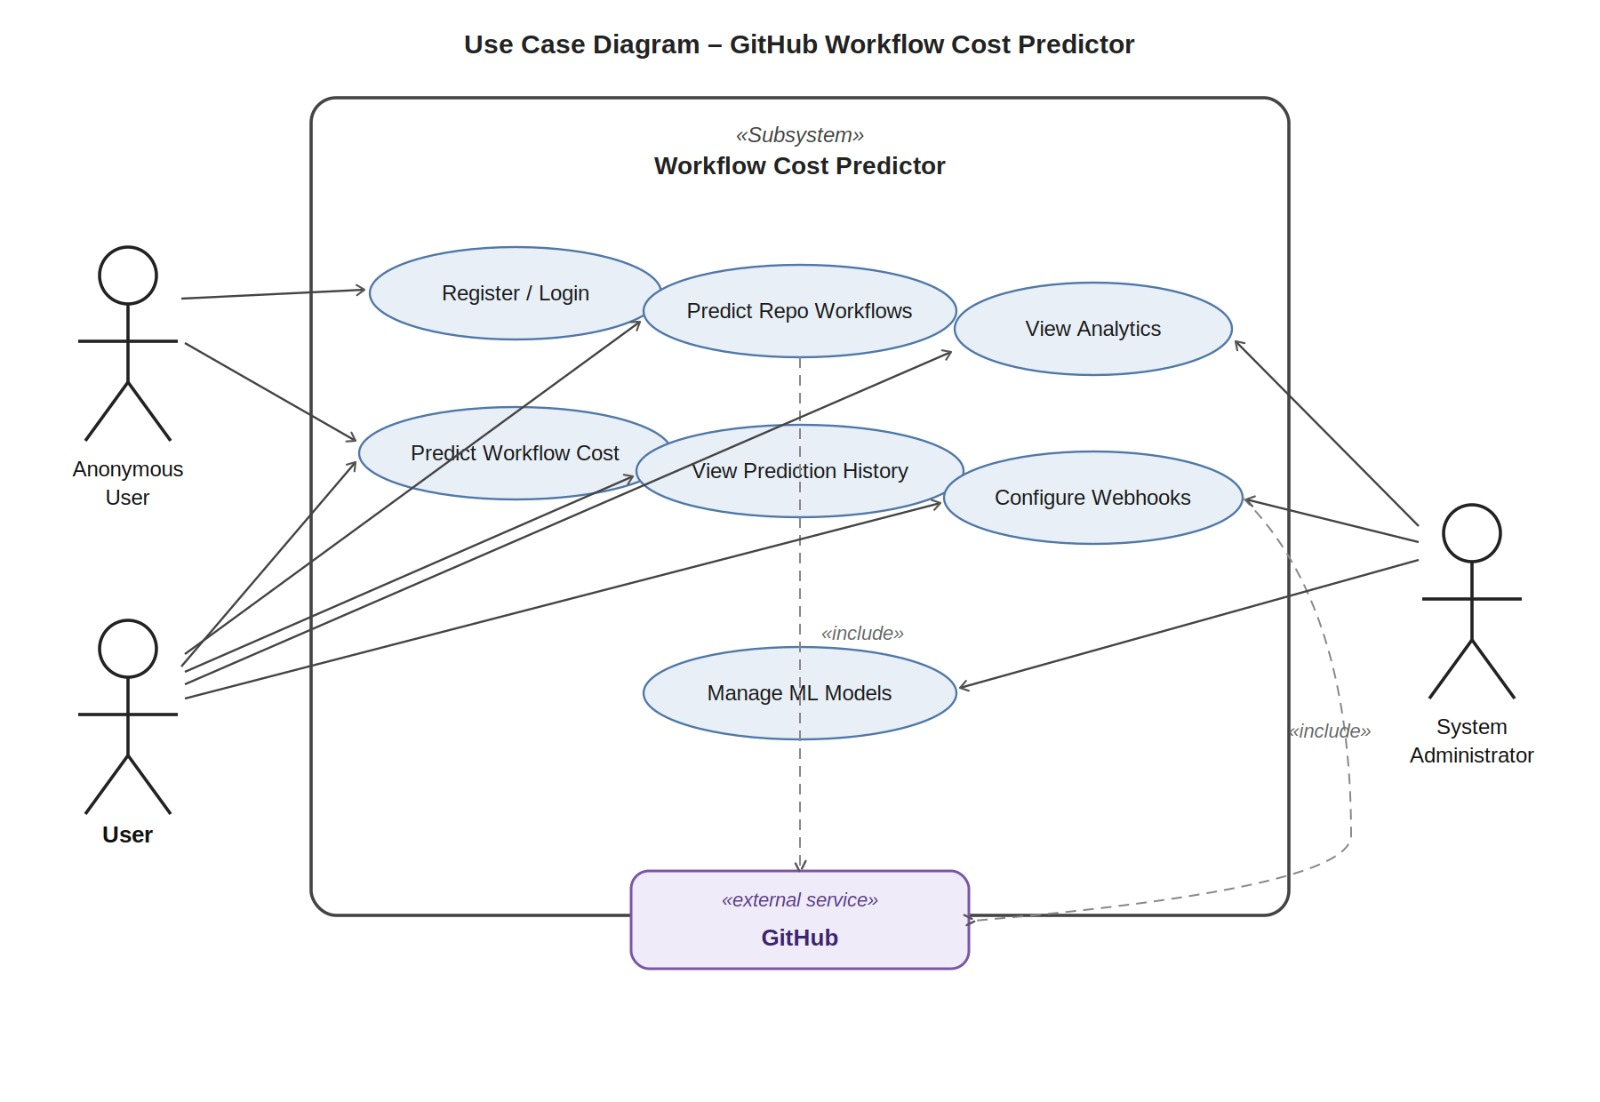 Use Case Diagram – GitHub Workflow Cost Predictor
«Subsystem»
Workflow Cost Predictor
Register / Login
Predict Repo Workflows
View Analytics
Predict Workflow Cost
View Prediction History
Configure Webhooks
Anonymous
User
«include»
Manage ML Models
«include»
System
Administrator
User
«external service»
GitHub